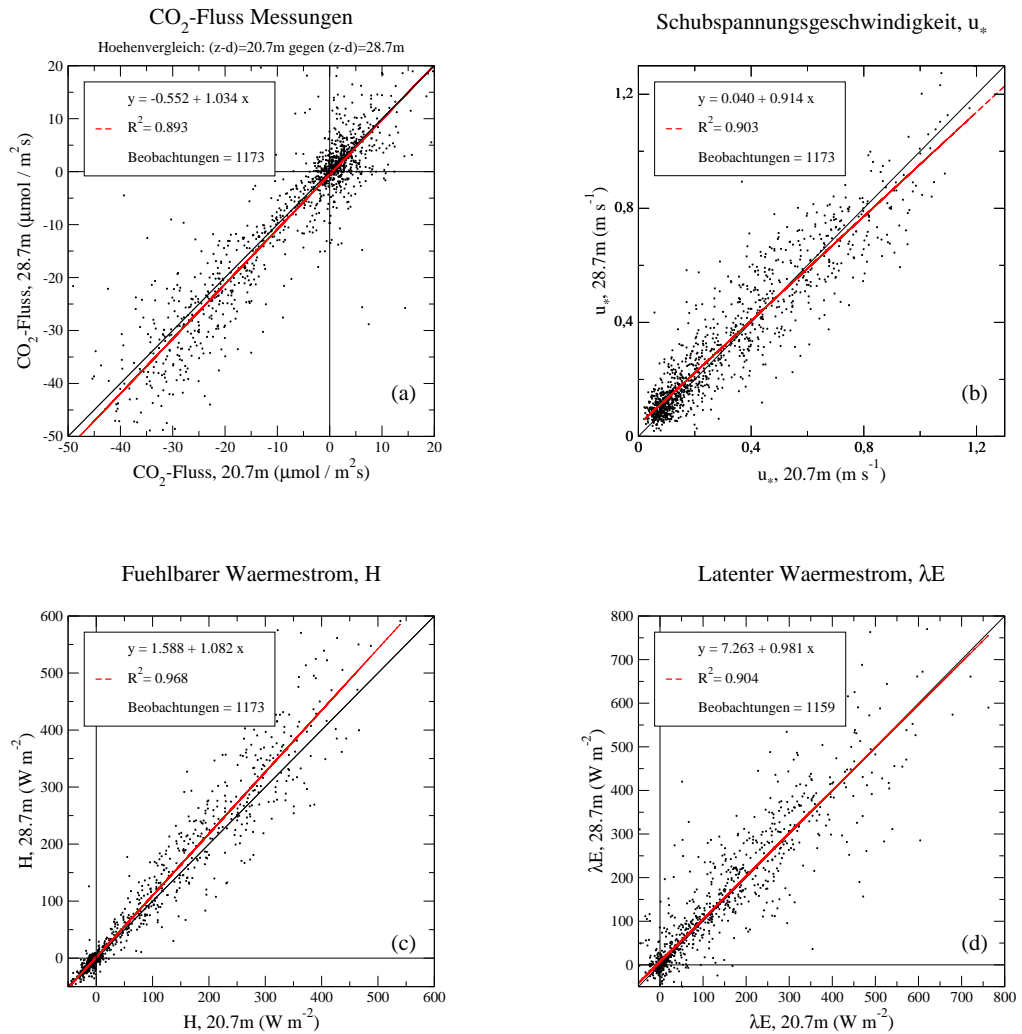 CO₂-Fluss Messungen
Hoehenvergleich: (z-d)=20.7m gegen (z-d)=28.7m
20
10
0
-10
-20
-30
-40
-50
CO₂-Fluss, 28.7m (μmol / m²s)
y = -0.552 + 1.034 x
R²= 0.893
Beobachtungen = 1173
(a)
-50 -40 -30 -20 -10 0 10 20
CO₂-Fluss, 20.7m (μmol / m²s)
Schubspannungsgeschwindigkeit, u*
1,2
0,8
0,4
0
u*, 28.7m (m s⁻¹)
y = 0.040 + 0.914 x
R²= 0.903
Beobachtungen = 1173
(b)
0 0,4 0,8 1,2
u*, 20.7m (m s⁻¹)
Fuehlbarer Waermestrom, H
600
500
400
300
200
100
0
H, 28.7m (W m⁻²)
y = 1.588 + 1.082 x
R²= 0.968
Beobachtungen = 1173
(c)
0 100 200 300 400 500 600
H, 20.7m (W m⁻²)
Latenter Waermestrom, λE
800
700
600
500
400
300
200
100
0
λE, 28.7m (W m⁻²)
y = 7.263 + 0.981 x
R²= 0.904
Beobachtungen = 1159
(d)
0 100 200 300 400 500 600 700 800
λE, 20.7m (W m⁻²)